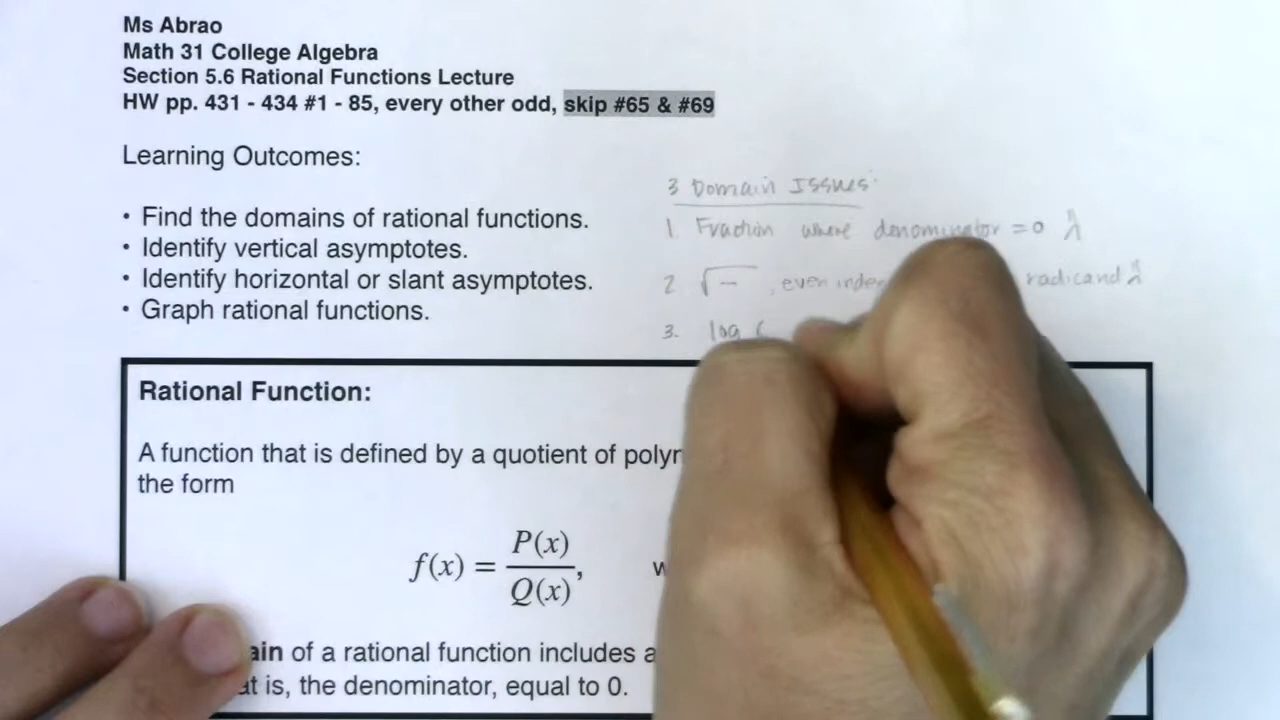 Ms Abrao
Math 31 College Algebra
Section 5.6 Rational Functions Lecture
HW pp. 431 - 434 #1 - 85, every other odd, skip #65 & #69
Learning Outcomes:
• Find the domains of rational functions.
• Identify vertical asymptotes.
• Identify horizontal or slant asymptotes.
• Graph rational functions.
3 Domain Issues:
1. Fraction where denominator = 0
2. √− , even radicand
3. log (
Rational Function:
A function that is defined by a quotient of
the form
f(x) = P(x)/Q(x),
of a rational function includes
is, the denominator, equal to 0.